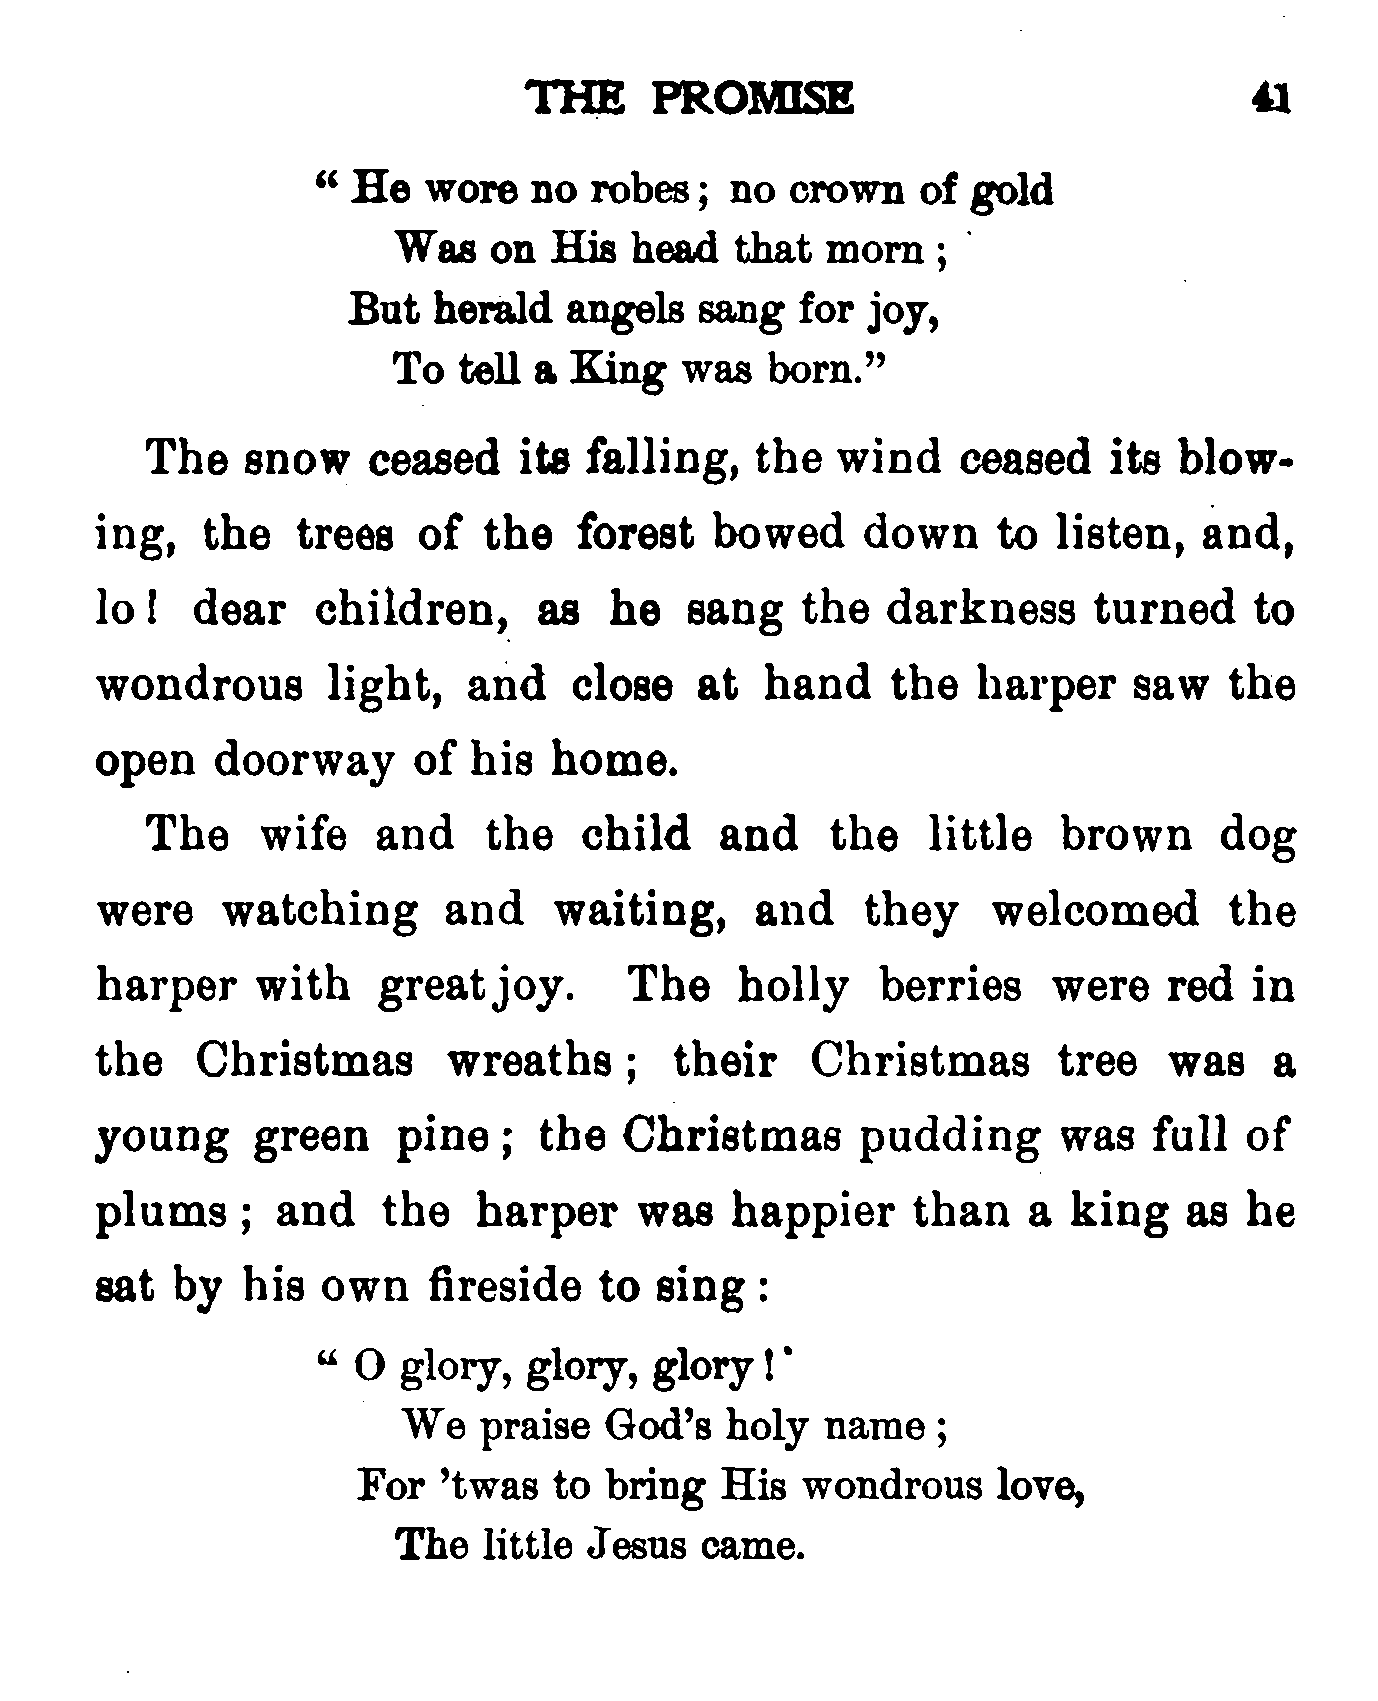 THE PROMISE 41
“ He wore no robes ; no crown of gold
Was on His head that morn ;
But herald angels sang for joy,
To tell a King was born.”
The snow ceased its falling, the wind ceased its blow-
ing, the trees of the forest bowed down to listen, and,
lo ! dear children, as he sang the darkness turned to
wondrous light, and close at hand the harper saw the
open doorway of his home.
The wife and the child and the little brown dog
were watching and waiting, and they welcomed the
harper with great joy. The holly berries were red in
the Christmas wreaths ; their Christmas tree was a
young green pine ; the Christmas pudding was full of
plums ; and the harper was happier than a king as he
sat by his own fireside to sing :
“ O glory, glory, glory !
We praise God’s holy name ;
For ’twas to bring His wondrous love,
The little Jesus came.